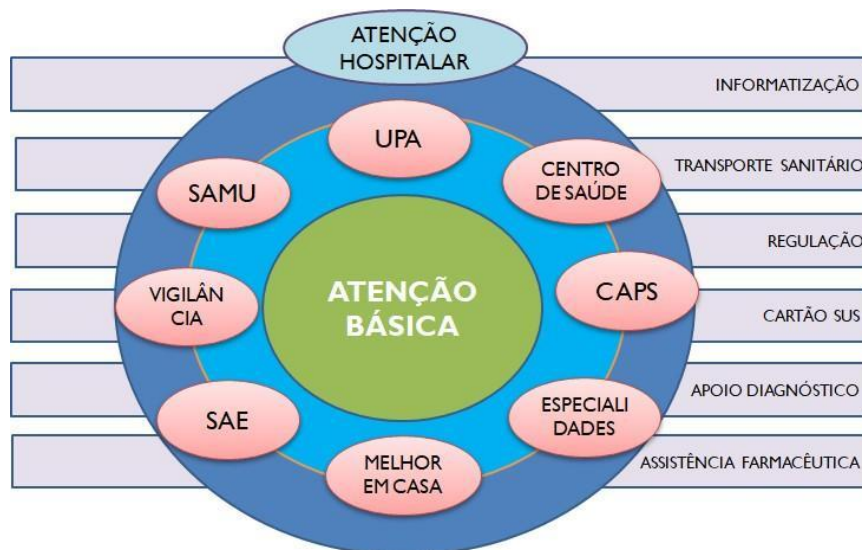 ATENÇÃO
HOSPITALAR
INFORMATIZAÇÃO
UPA
CENTRO
DE SAÚDE
TRANSPORTE SANITÁRIO
SAMU
REGULAÇÃO
VIGILÂN
CIA
ATENÇÃO
BÁSICA
CAPS
CARTÃO SUS
APOIO DIAGNÓSTICO
SAE
ESPECIALI
DADES
MELHOR
EM CASA
ASSISTÊNCIA FARMACÊUTICA